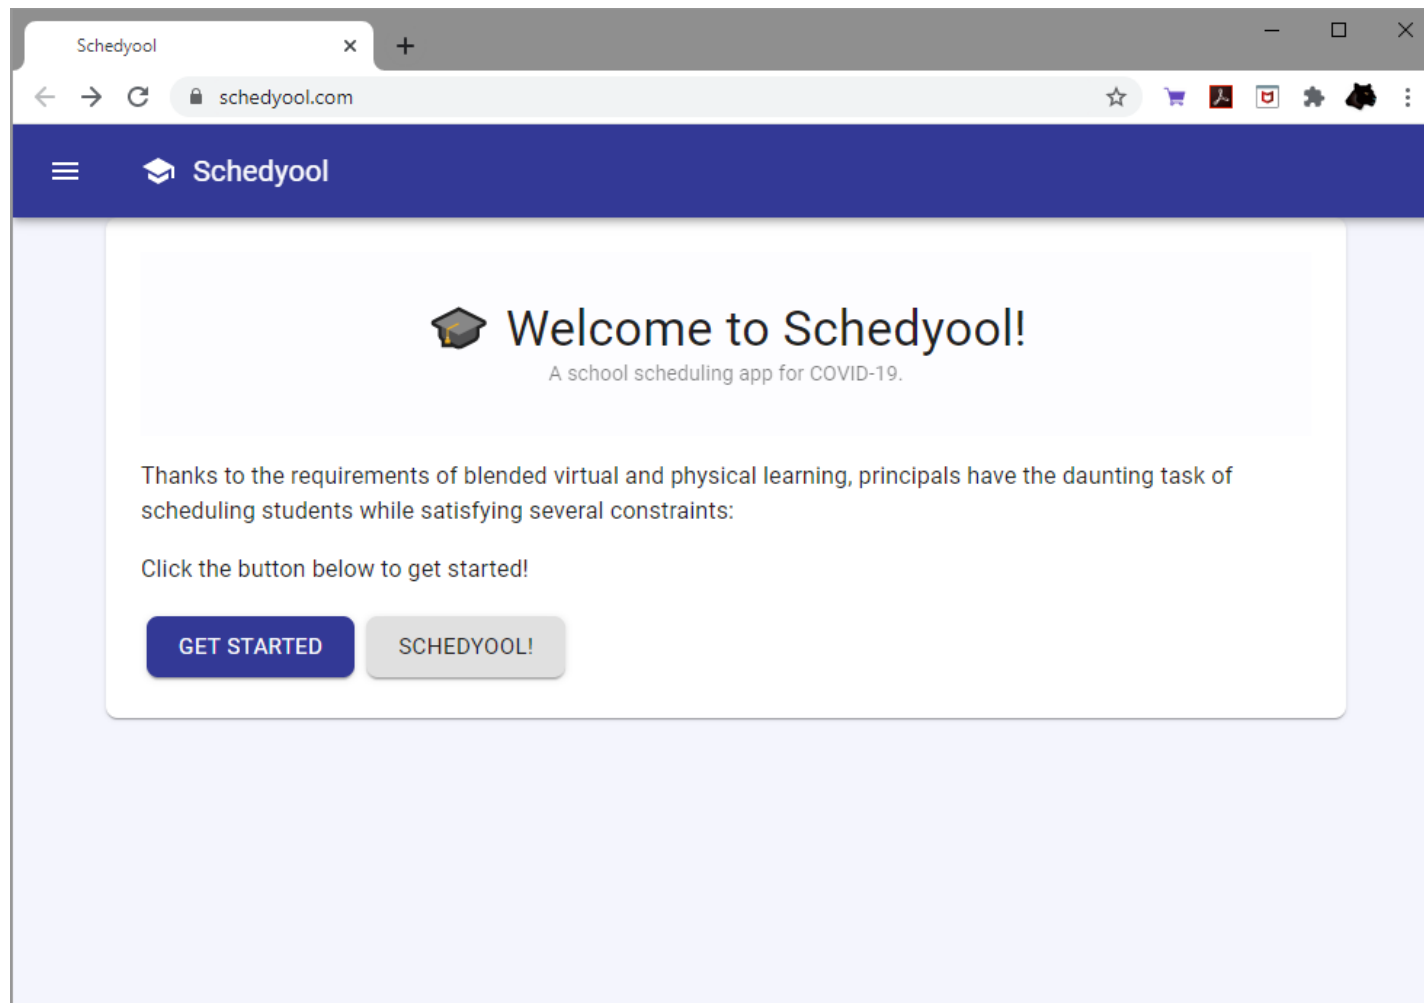 Schedyool
schedyool.com
Schedyool
Welcome to Schedyool!
A school scheduling app for COVID-19.
Thanks to the requirements of blended virtual and physical learning, principals have the daunting task of
scheduling students while satisfying several constraints:
Click the button below to get started!
GET STARTED SCHEDYOOL!